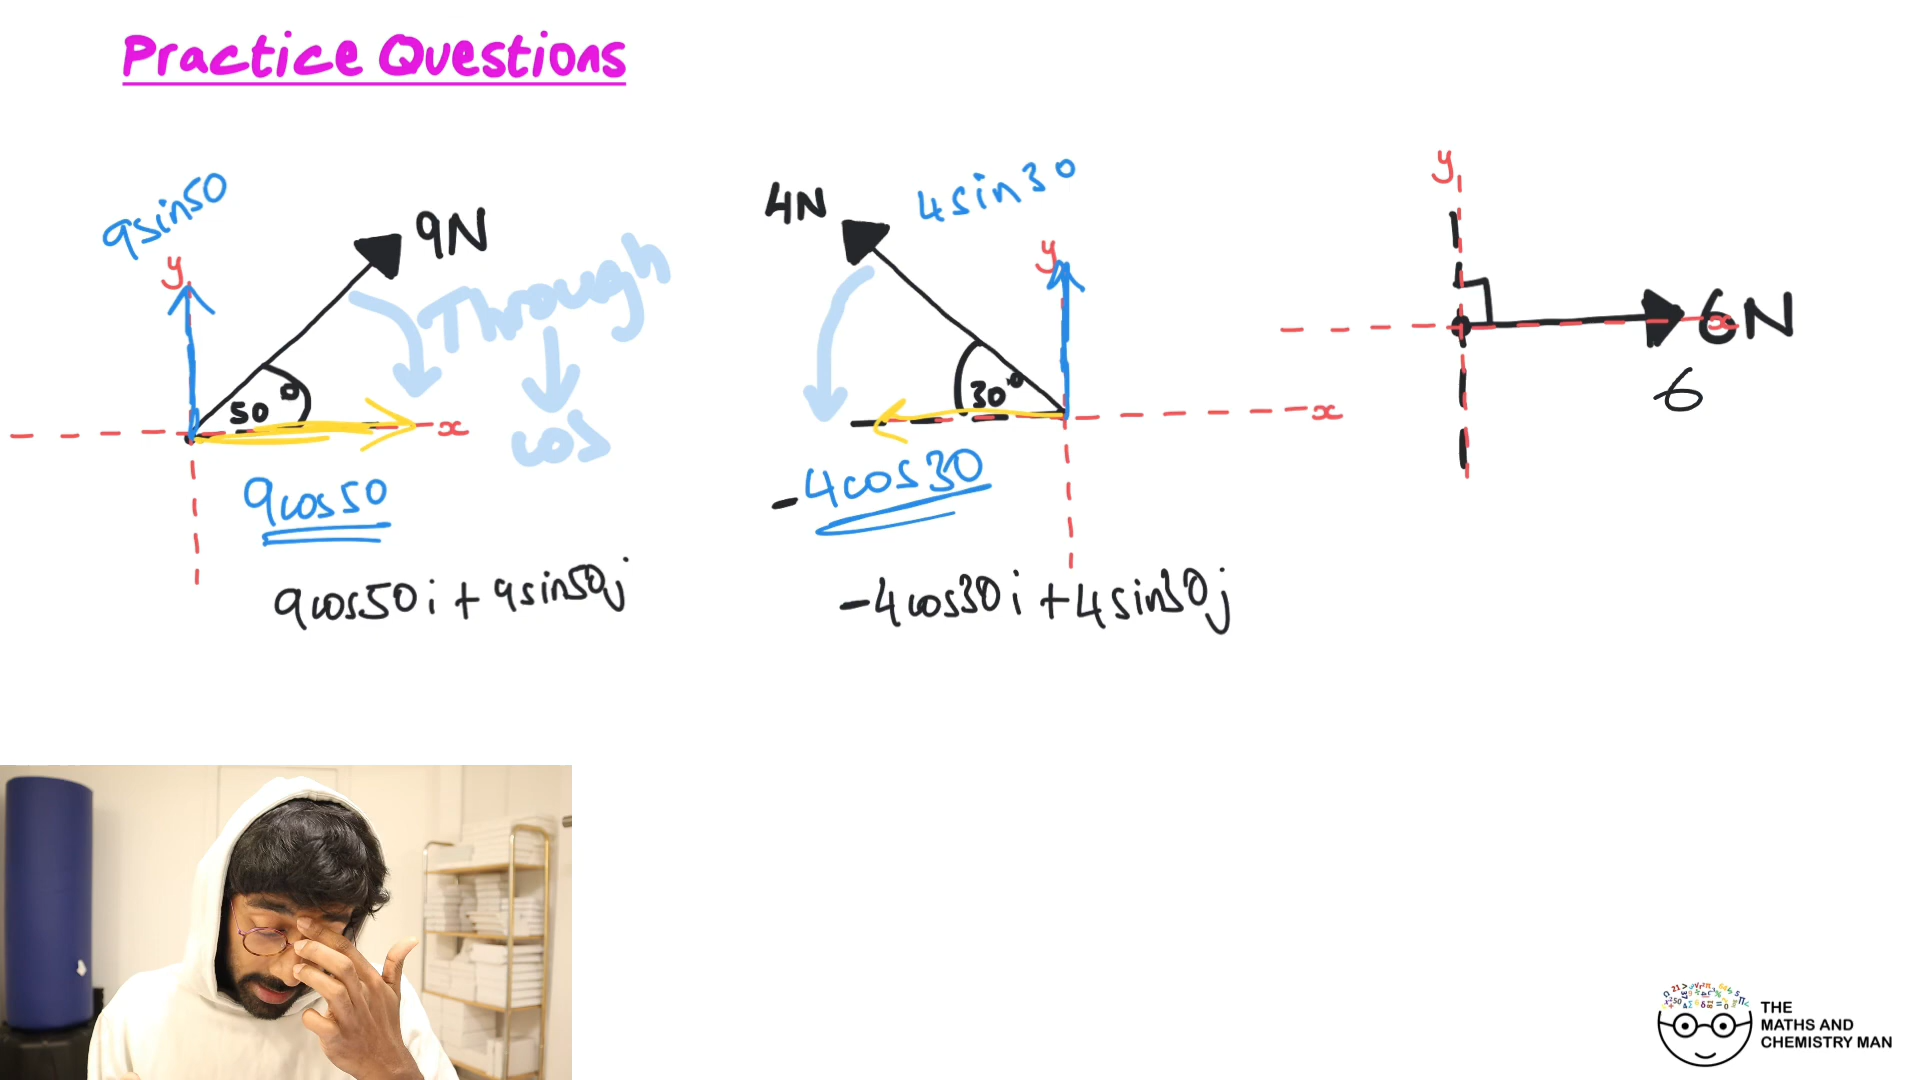 Practice Questions
9sin50
y
9N
50°
x
Through
cos
9cos50
9cos50i + 9sin50j
4N
4sin30
y
30°
x
-4cos30
-4cos30i + 4sin30j
y
x
6N
6
THE
MATHS AND
CHEMISTRY MAN